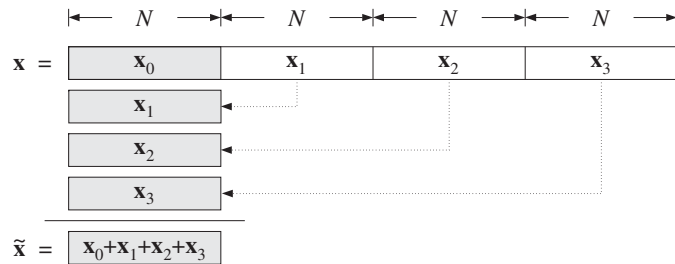 N N N N
x = x₀ x₁ x₂ x₃
x₁
x₂
x₃
x̃ = x₀+x₁+x₂+x₃